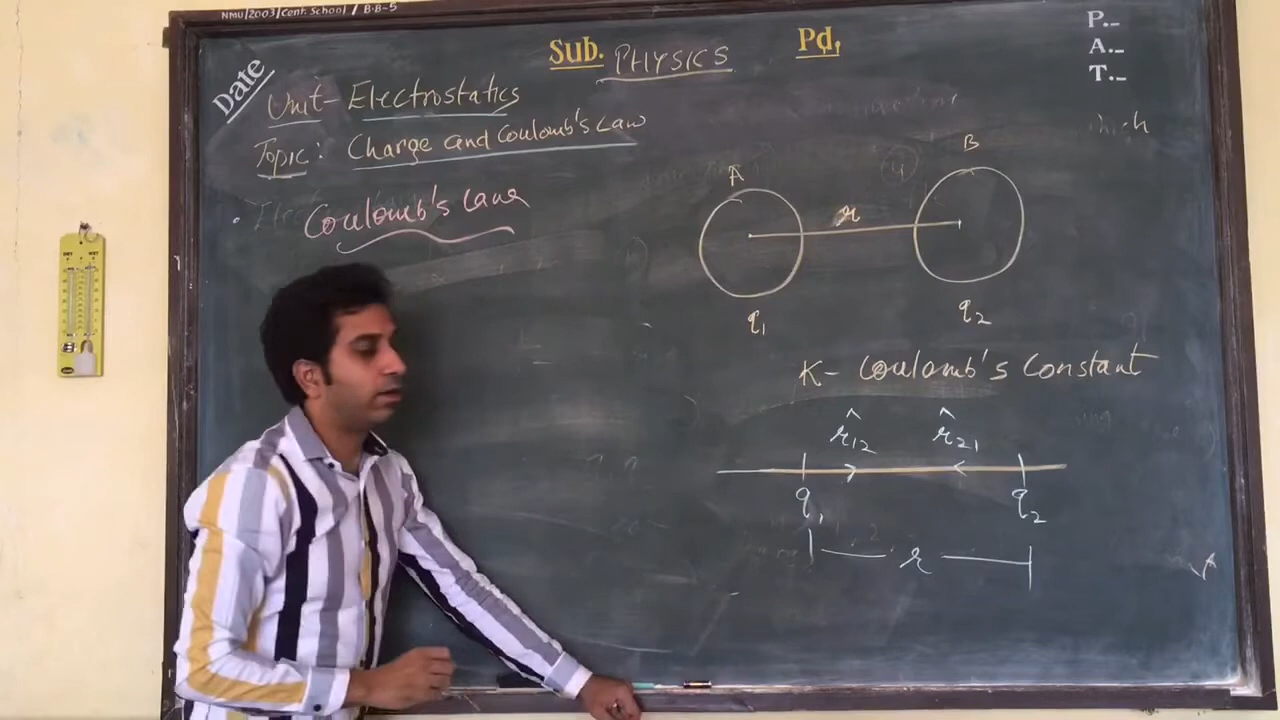 NMU/2003/Cent. School / B.B-5
Date
Sub. PHYSICS
Pd,
P.-
A.-
T.-
Unit- Electrostatics
Topic: Charge and Coulomb's Law
Coulomb's Law
A
B
r
q1
q2
K- Coulomb's Constant
r̂12
r̂21
q1
q2
r